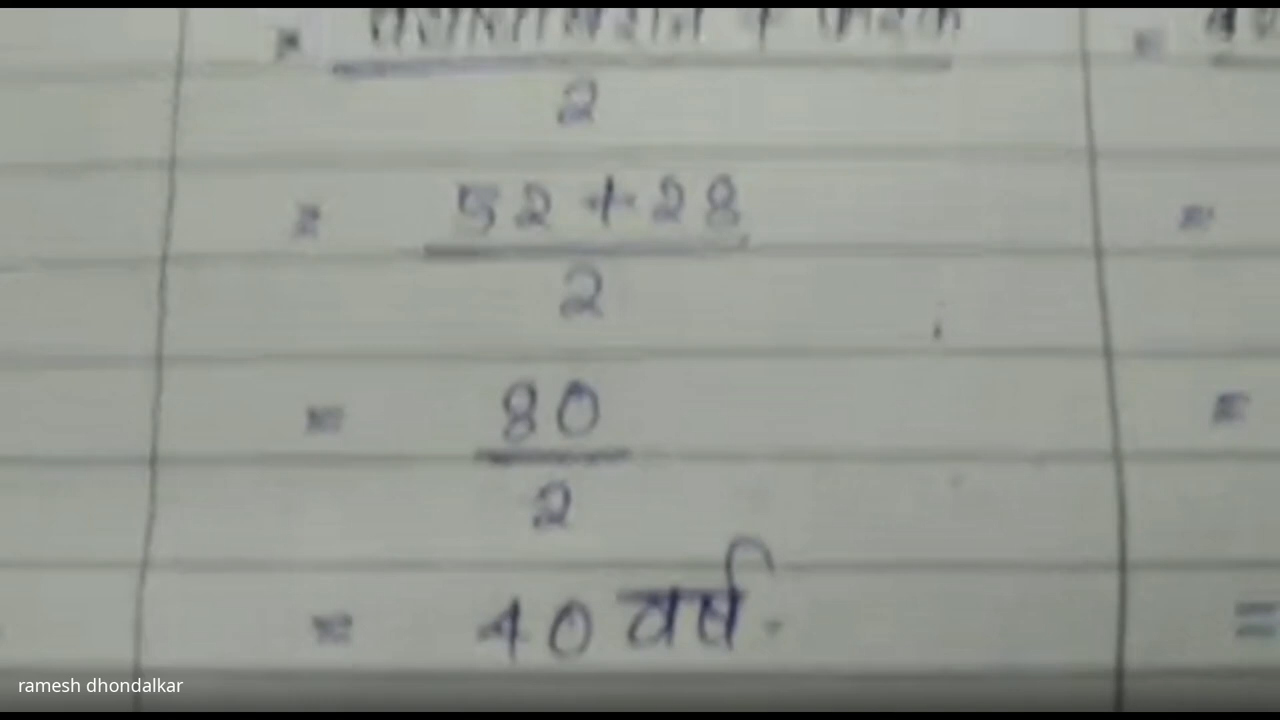 =
2
= 52 + 28 =
2
= 80 =
2
= 40 वर्ष. =
ramesh dhondalkar